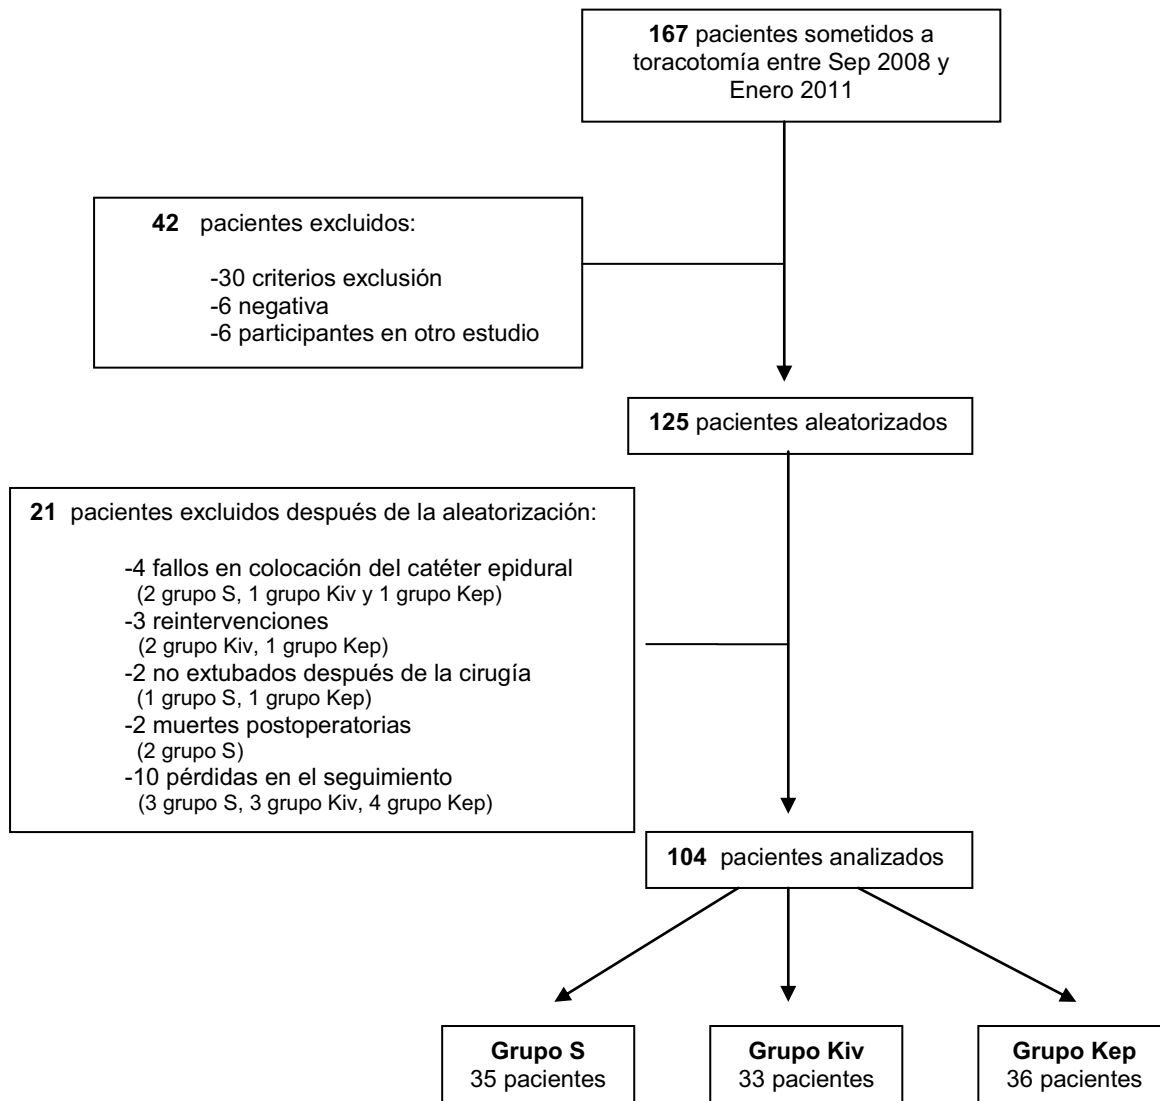 167 pacientes sometidos a
toracotomía entre Sep 2008 y
Enero 2011
42 pacientes excluidos:
-30 criterios exclusión
-6 negativa
-6 participantes en otro estudio
125 pacientes aleatorizados
21 pacientes excluidos después de la aleatorización:
-4 fallos en colocación del catéter epidural
(2 grupo S, 1 grupo Kiv y 1 grupo Kep)
-3 reintervenciones
(2 grupo Kiv, 1 grupo Kep)
-2 no extubados después de la cirugía
(1 grupo S, 1 grupo Kep)
-2 muertes postoperatorias
(2 grupo S)
-10 pérdidas en el seguimiento
(3 grupo S, 3 grupo Kiv, 4 grupo Kep)
104 pacientes analizados
Grupo S
35 pacientes
Grupo Kiv
33 pacientes
Grupo Kep
36 pacientes